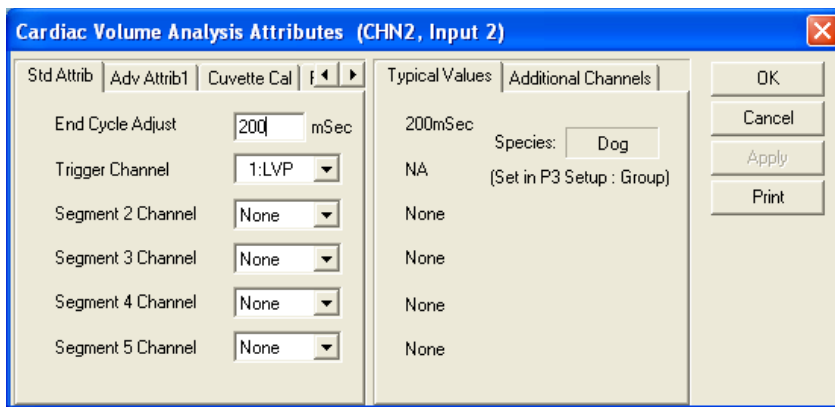 Cardiac Volume Analysis Attributes (CHN2, Input 2)
Std Attrib Adv Attrib1 Cuvette Cal
Typical Values Additional Channels
End Cycle Adjust 200 mSec
Trigger Channel 1:LVP
Segment 2 Channel None
Segment 3 Channel None
Segment 4 Channel None
Segment 5 Channel None
200mSec
Species: Dog
NA (Set in P3 Setup : Group)
None
None
None
None
OK
Cancel
Apply
Print